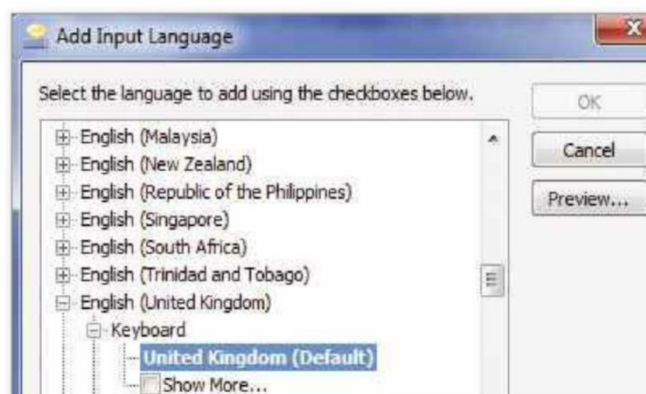 Add Input Language
Select the language to add using the checkboxes below.
OK
Cancel
Preview...
English (Malaysia)
English (New Zealand)
English (Republic of the Philippines)
English (Singapore)
English (South Africa)
English (Trinidad and Tobago)
English (United Kingdom)
Keyboard
United Kingdom (Default)
Show More...